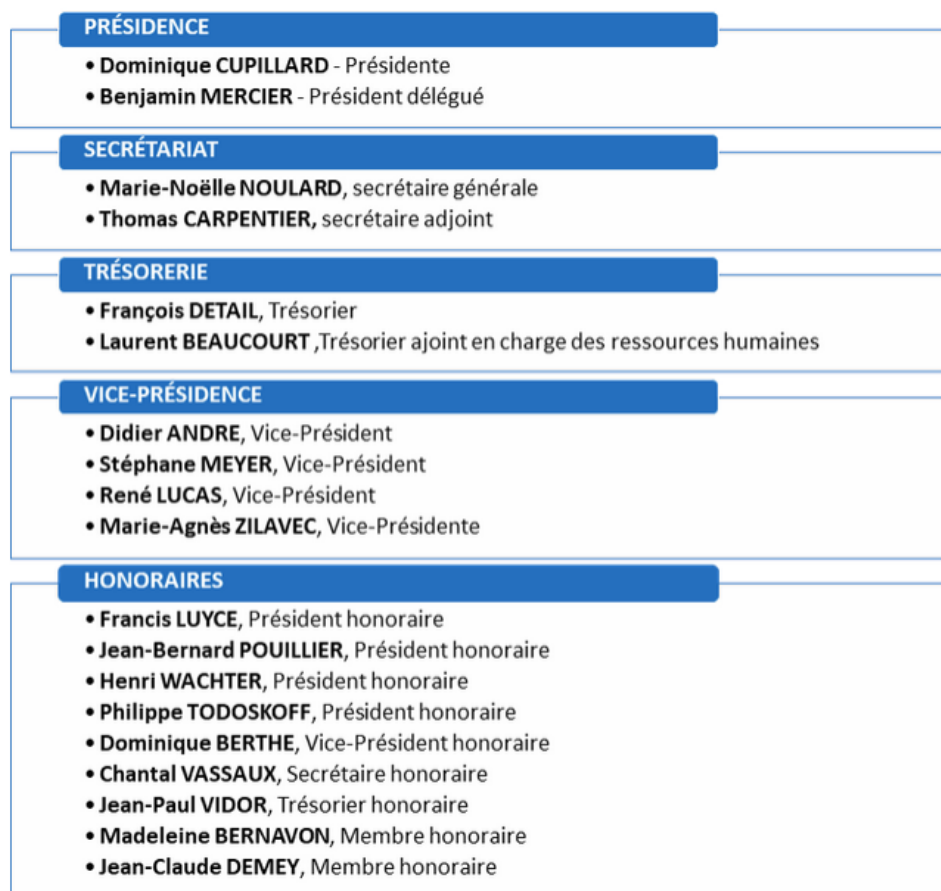 PRÉSIDENCE
• Dominique CUPILLARD - Présidente
• Benjamin MERCIER - Président délégué
SECRÉTARIAT
• Marie-Noëlle NOULARD, secrétaire générale
• Thomas CARPENTIER, secrétaire adjoint
TRÉSORERIE
• François DETAIL, Trésorier
• Laurent BEAUCOURT ,Trésorier ajoint en charge des ressources humaines
VICE-PRÉSIDENCE
• Didier ANDRE, Vice-Président
• Stéphane MEYER, Vice-Président
• René LUCAS, Vice-Président
• Marie-Agnès ZILAVEC, Vice-Présidente
HONORAIRES
• Francis LUYCE, Président honoraire
• Jean-Bernard POUILLIER, Président honoraire
• Henri WACHTER, Président honoraire
• Philippe TODOSKOFF, Président honoraire
• Dominique BERTHE, Vice-Président honoraire
• Chantal VASSAUX, Secrétaire honoraire
• Jean-Paul VIDOR, Trésorier honoraire
• Madeleine BERNAVON, Membre honoraire
• Jean-Claude DEMEY, Membre honoraire